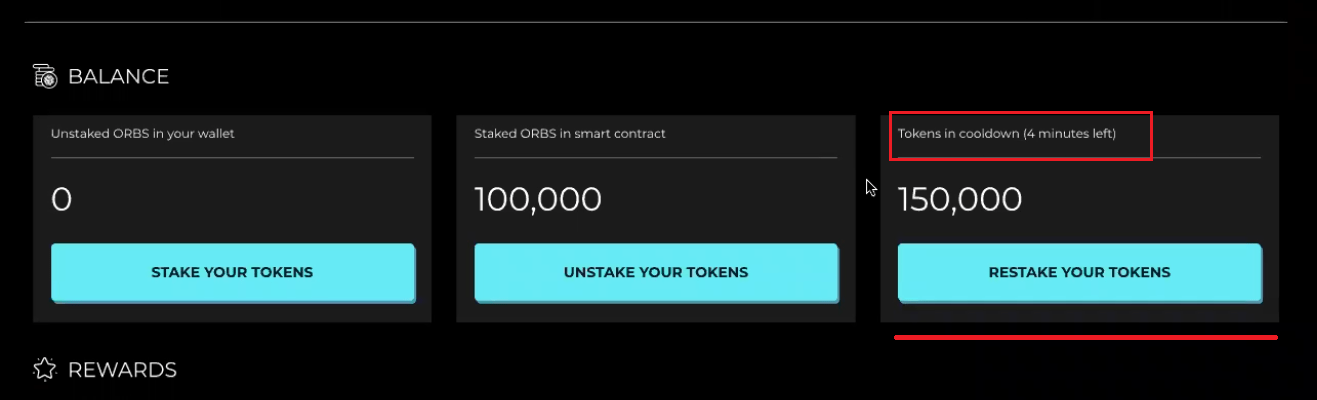 BALANCE
Unstaked ORBS in your wallet
0
STAKE YOUR TOKENS
Staked ORBS in smart contract
100,000
UNSTAKE YOUR TOKENS
Tokens in cooldown (4 minutes left)
150,000
RESTAKE YOUR TOKENS
REWARDS